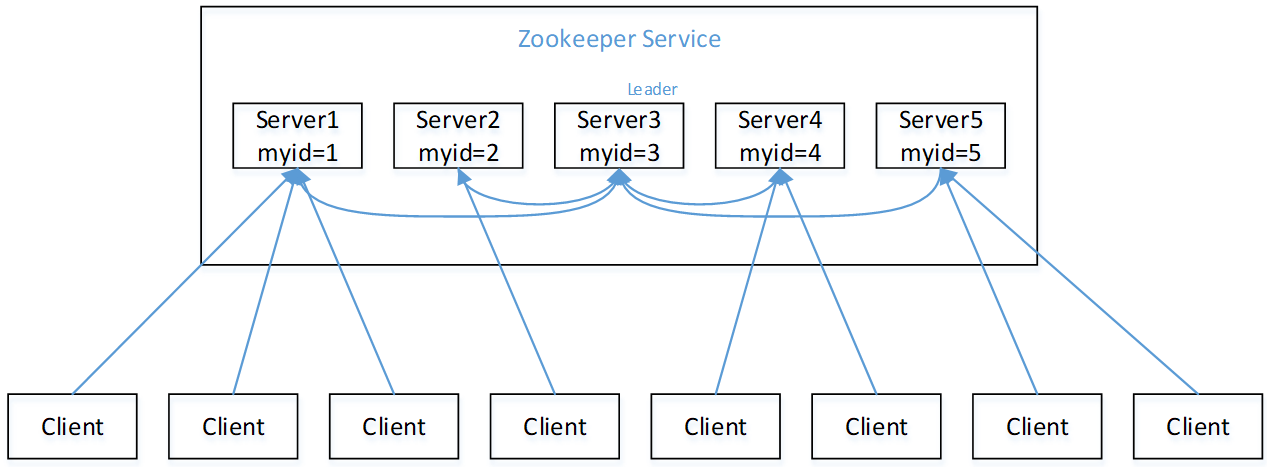 Zookeeper Service
Leader
Server1
myid=1
Server2
myid=2
Server3
myid=3
Server4
myid=4
Server5
myid=5
Client
Client
Client
Client
Client
Client
Client
Client